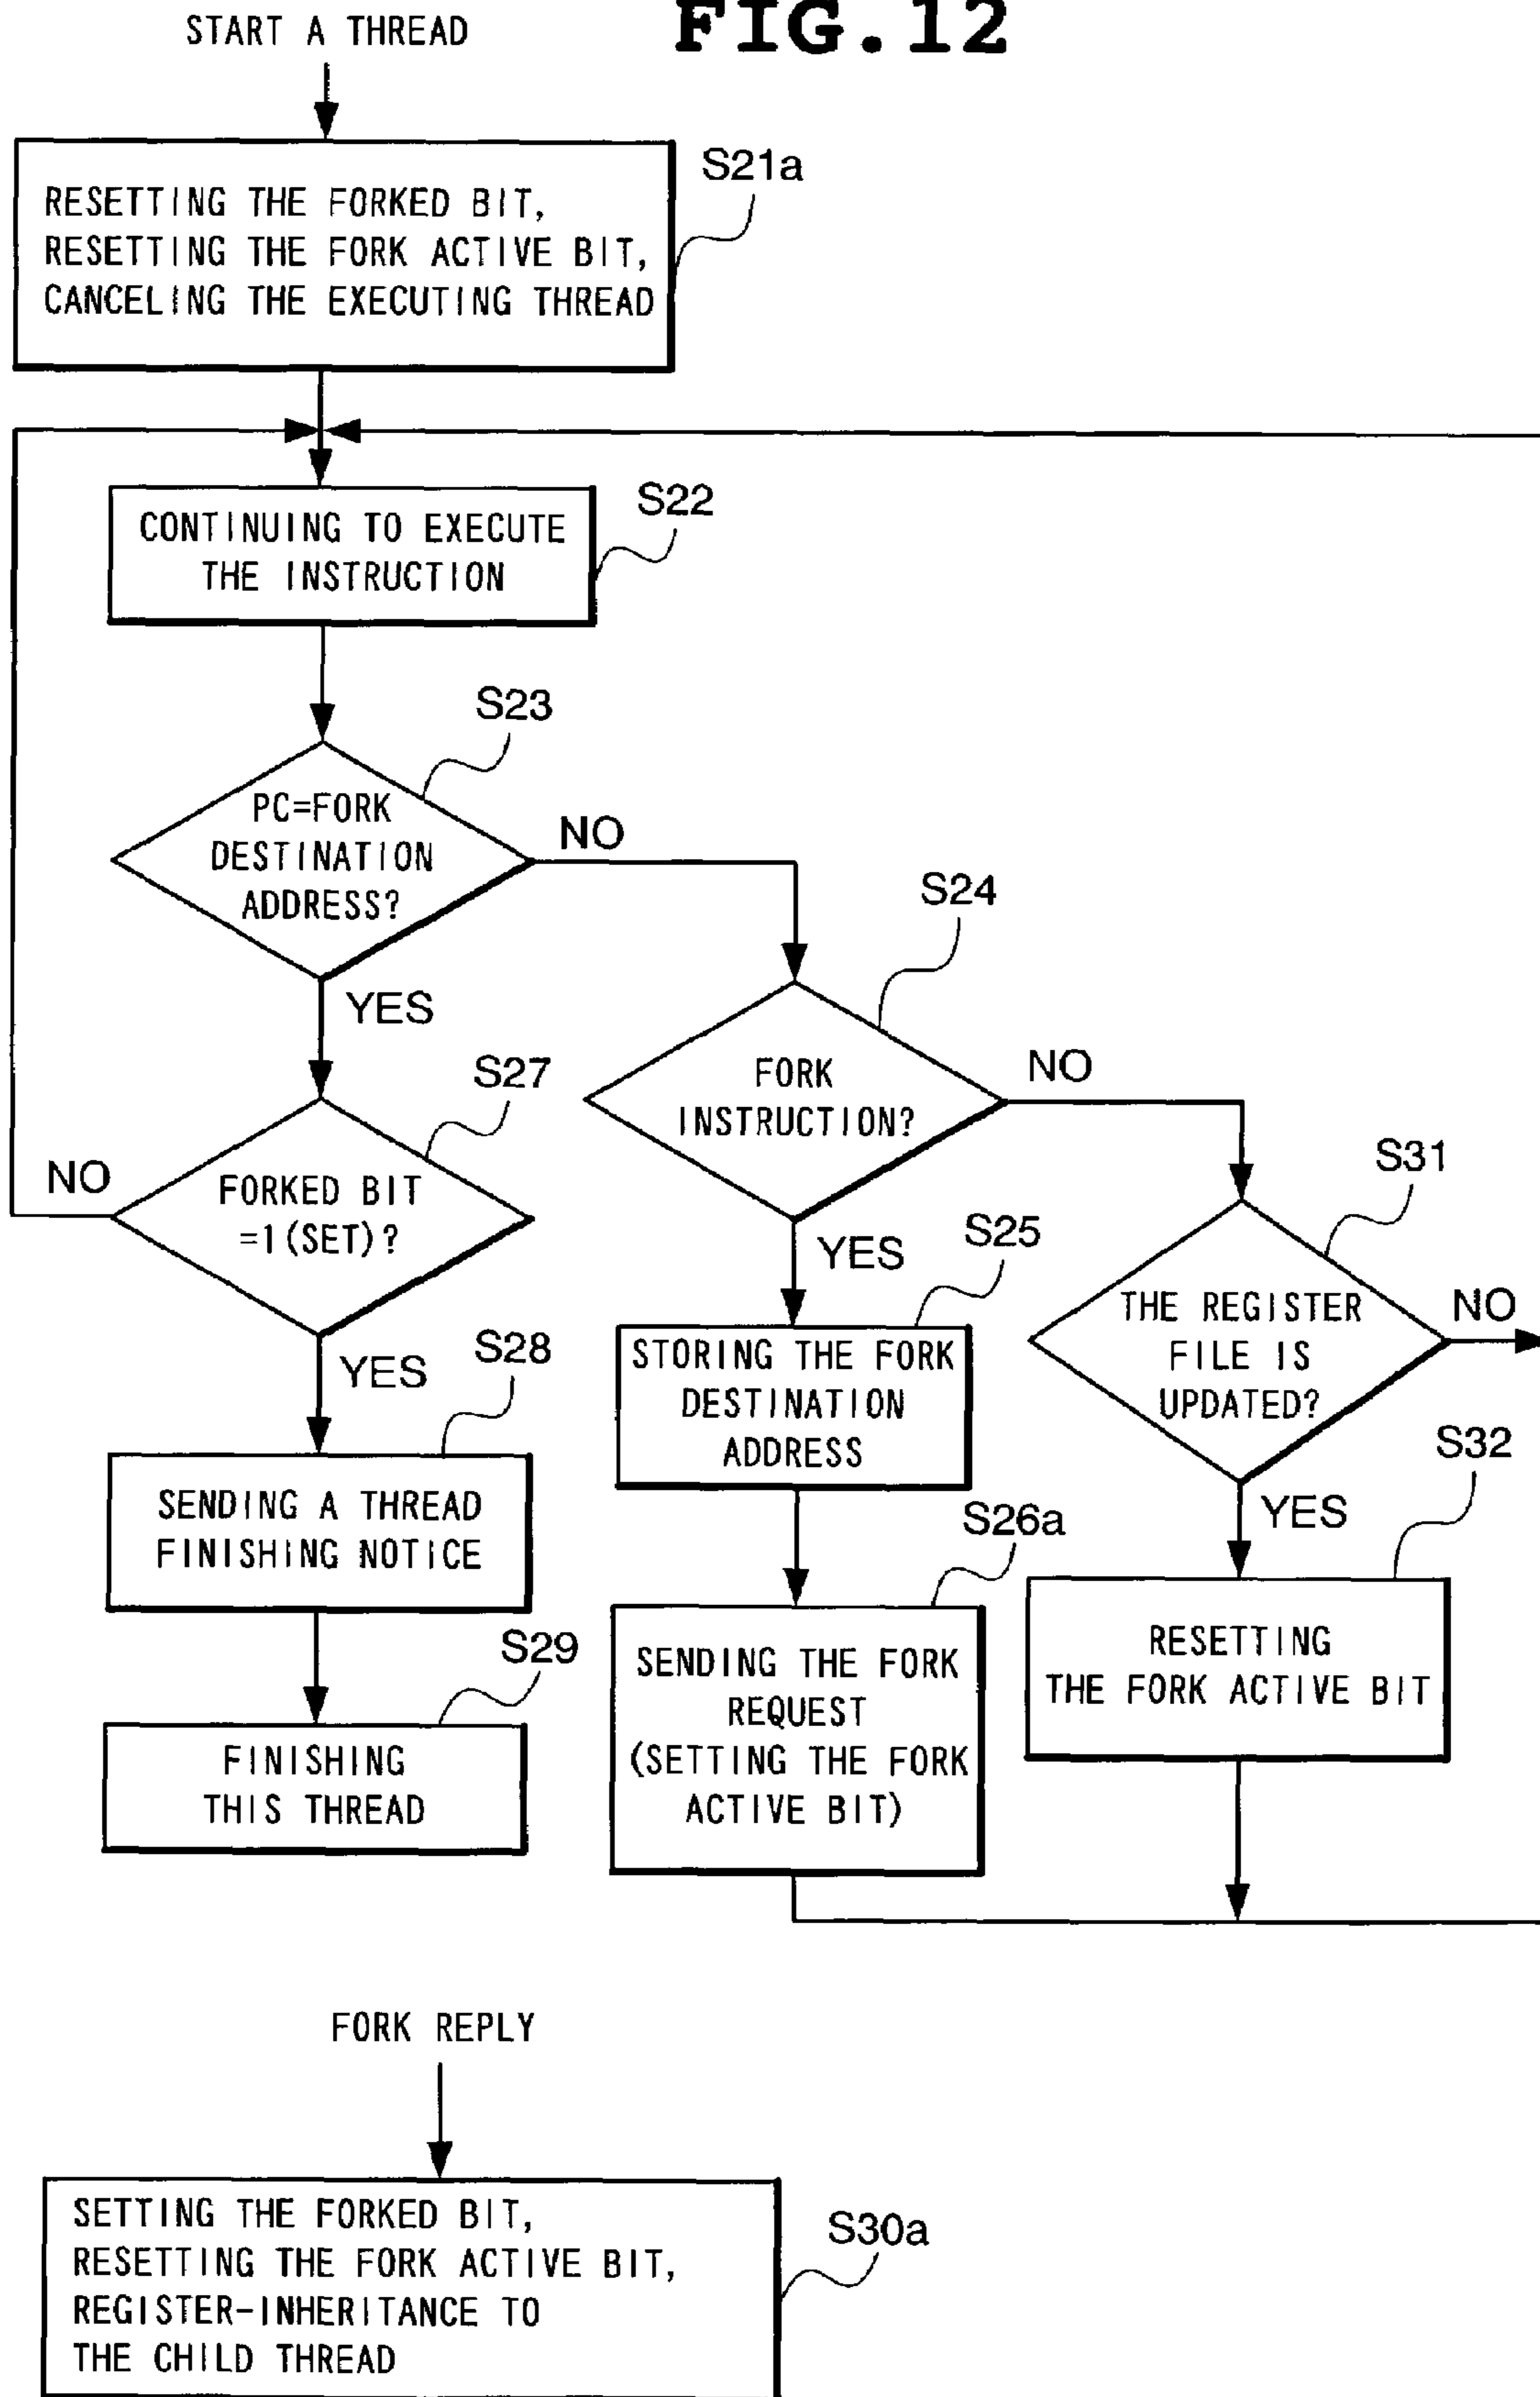 FIG.12
START A THREAD
S21a
RESETTING THE FORKED BIT,
RESETTING THE FORK ACTIVE BIT,
CANCELING THE EXECUTING THREAD
S22
CONTINUING TO EXECUTE
THE INSTRUCTION
S23
PC=FORK
DESTINATION
ADDRESS?
NO
YES
S24
FORK
INSTRUCTION?
NO
YES
S27
FORKED BIT
=1(SET)?
NO
YES
S31
THE REGISTER
FILE IS
UPDATED?
NO
YES
S25
STORING THE FORK
DESTINATION
ADDRESS
S28
SENDING A THREAD
FINISHING NOTICE
S32
RESETTING
THE FORK ACTIVE BIT
S26a
SENDING THE FORK
REQUEST
(SETTING THE FORK
ACTIVE BIT)
S29
FINISHING
THIS THREAD
FORK REPLY
S30a
SETTING THE FORKED BIT,
RESETTING THE FORK ACTIVE BIT,
REGISTER-INHERITANCE TO
THE CHILD THREAD